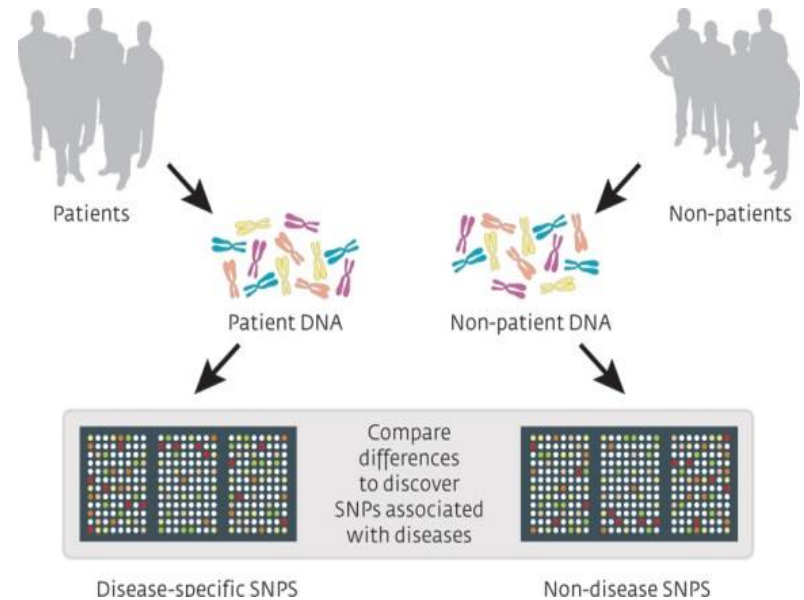 Patients
Non-patients
Patient DNA
Non-patient DNA
Compare
differences
to discover
SNPs associated
with diseases
Disease-specific SNPS
Non-disease SNPS